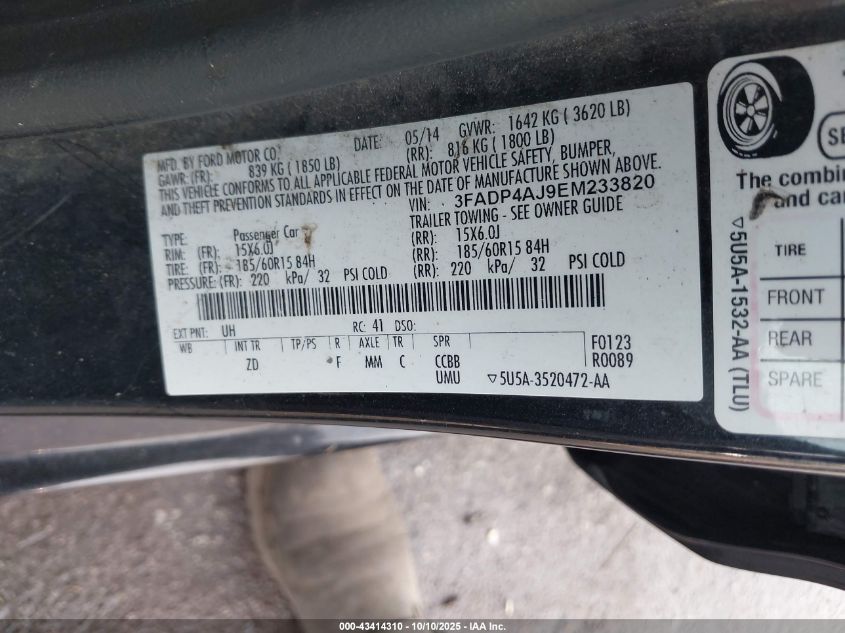 MFD. BY FORD MOTOR CO. DATE: 05/14 GVWR: 1642 KG ( 3620 LB)
GAWR: (FR): 839 KG ( 1850 LB) (RR): 816 KG ( 1800 LB)
THIS VEHICLE CONFORMS TO ALL APPLICABLE FEDERAL MOTOR VEHICLE SAFETY, BUMPER,
AND THEFT PREVENTION STANDARDS IN EFFECT ON THE DATE OF MANUFACTURE SHOWN ABOVE.
VIN: 3FADP4AJ9EM233820
TYPE: Passenger Car TRAILER TOWING - SEE OWNER GUIDE
RIM: (FR): 15X6.0J (RR): 15X6.0J
TIRE: (FR): 185/60R15 84H (RR): 185/60R15 84H
PRESSURE: (FR): 220 kPa/ 32 PSI COLD (RR): 220 kPa/ 32 PSI COLD
EXT PNT: UH RC: 41 DSO:
WB INT TR TP/PS R AXLE TR SPR F0123
ZD F MM C CCBB R0089
UMU ▽5U5A-3520472-AA
▽5U5A-1532-AA (TLU)
The combin
and ca
TIRE
FRONT
REAR
SPARE
000-43414310 | 10/10/2025 | IAA Inc.